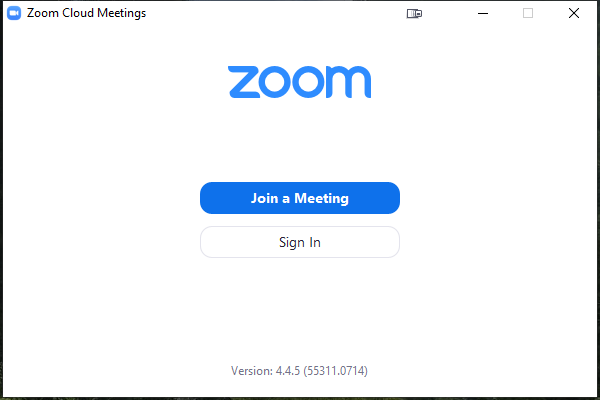 Zoom Cloud Meetings
zoom
Join a Meeting
Sign In
Version: 4.4.5 (55311.0714)